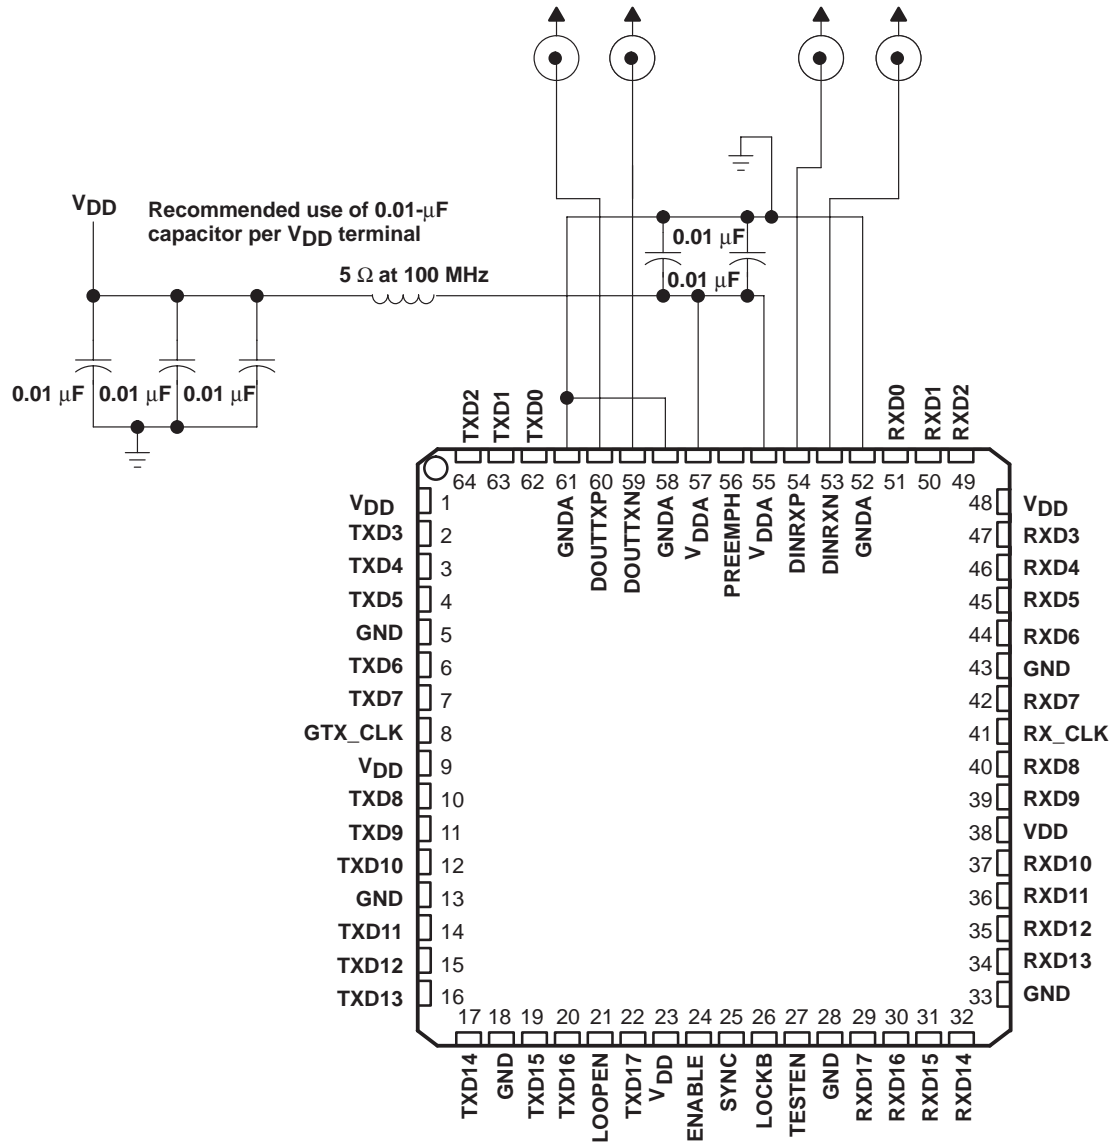 VDD
Recommended use of 0.01-μF
capacitor per VDD terminal
5 Ω at 100 MHz
0.01 μF
0.01 μF
0.01 μF 0.01 μF 0.01 μF
TXD2
TXD1
TXD0
RXD0
RXD1
RXD2
64 63 62 61 60 59 58 57 56 55 54 53 52 51 50 49
GNDA
DOUTTXP
DOUTTXN
GNDA
VDDA
PREEMPH
VDDA
DINRXP
DINRXN
GNDA
VDD 1
TXD3 2
TXD4 3
TXD5 4
GND 5
TXD6 6
TXD7 7
GTX_CLK 8
VDD 9
TXD8 10
TXD9 11
TXD10 12
GND 13
TXD11 14
TXD12 15
TXD13 16
48 VDD
47 RXD3
46 RXD4
45 RXD5
44 RXD6
43 GND
42 RXD7
41 RX_CLK
40 RXD8
39 RXD9
38 VDD
37 RXD10
36 RXD11
35 RXD12
34 RXD13
33 GND
17 18 19 20 21 22 23 24 25 26 27 28 29 30 31 32
TXD14
GND
TXD15
TXD16
LOOPEN
TXD17
VDD
ENABLE
SYNC
LOCKB
TESTEN
GND
RXD17
RXD16
RXD15
RXD14